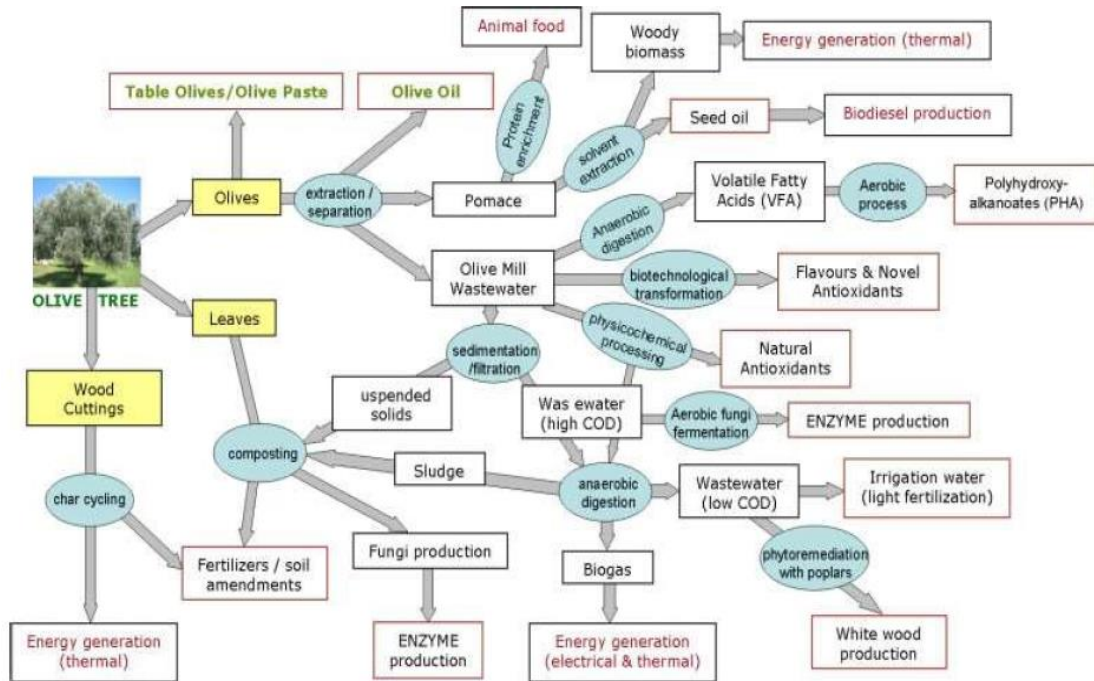 Animal food
Woody
biomass
Energy generation (thermal)
Table Olives/Olive Paste
Olive Oil
Protein
enrichment
solvent
extraction
Seed oil
Biodiesel production
Olives
extraction /
separation
Pomace
Anaerobic
digestion
Volatile Fatty
Acids (VFA)
Aerobic
process
Polyhydroxy-
alkanoates (PHA)
OLIVE TREE
Olive Mill
Wastewater
biotechnological
transformation
Flavours & Novel
Antioxidants
Leaves
sedimentation
/filtration
physicochemical
processing
Natural
Antioxidants
Wood
Cuttings
uspended
solids
Was ewater
(high COD)
Aerobic fungi
fermentation
ENZYME production
composting
Sludge
anaerobic
digestion
Wastewater
(low COD)
Irrigation water
(light fertilization)
char cycling
Fertilizers / soil
amendments
Fungi production
Biogas
phytoremediation
with poplars
Energy generation
(thermal)
ENZYME
production
Energy generation
(electrical & thermal)
White wood
production